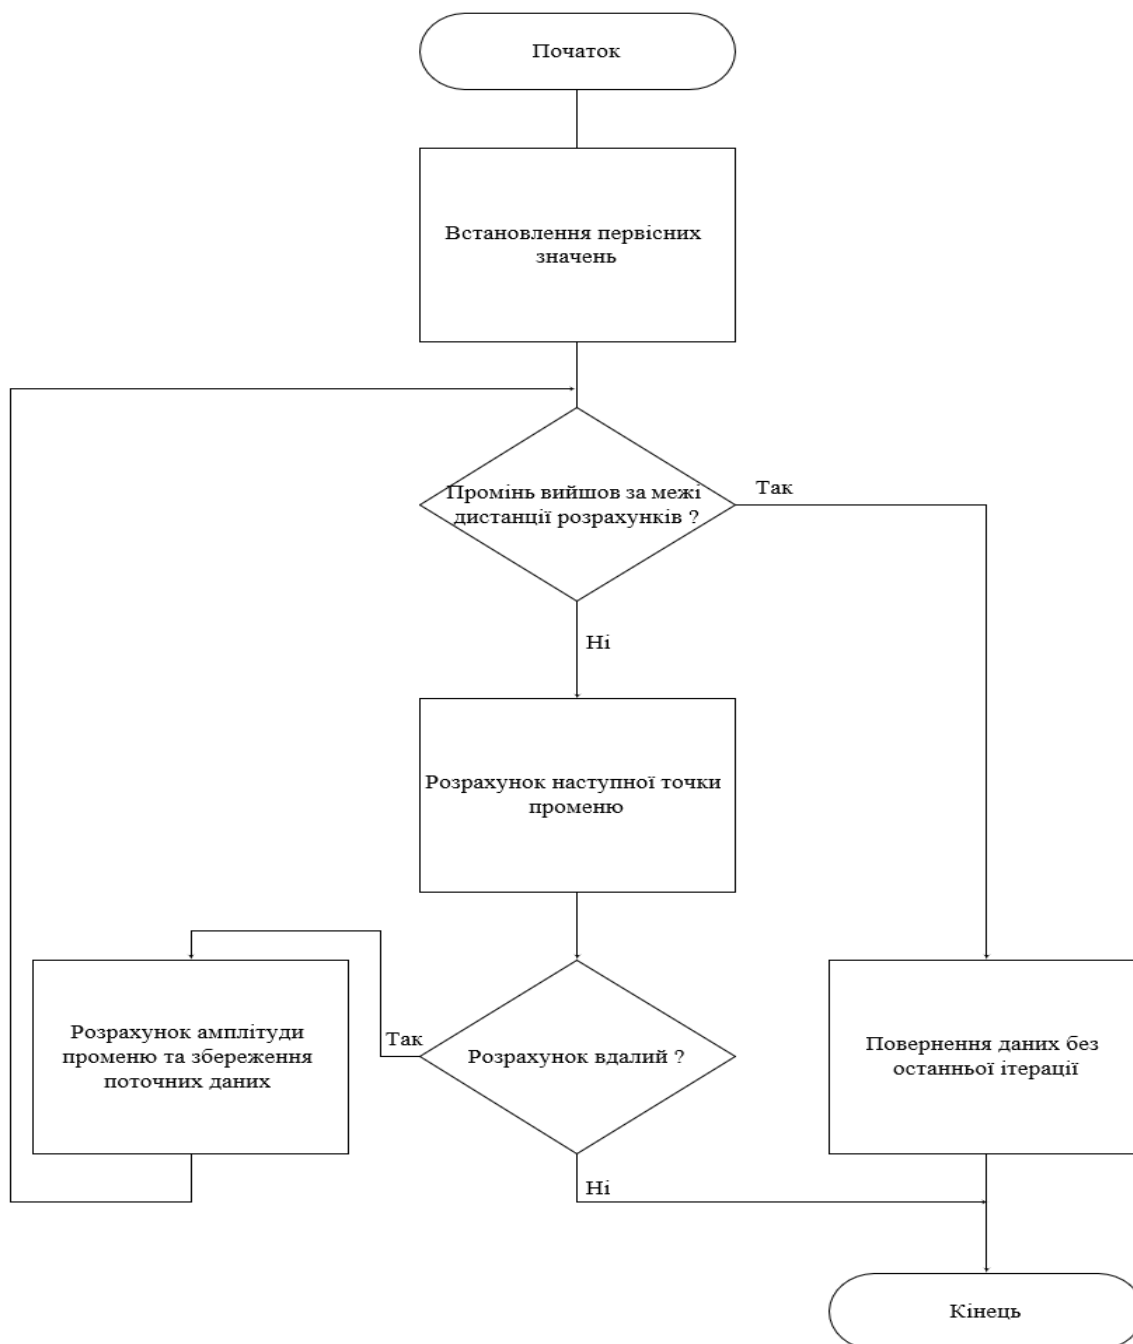 Початок
Встановлення первісних
значень
Промінь вийшов за межі
дистанції розрахунків ?
Так
Ні
Розрахунок наступної точки
променю
Розрахунок амплітуди
променю та збереження
поточних даних
Так
Розрахунок вдалий ?
Повернення даних без
останньої ітерації
Ні
Кінець